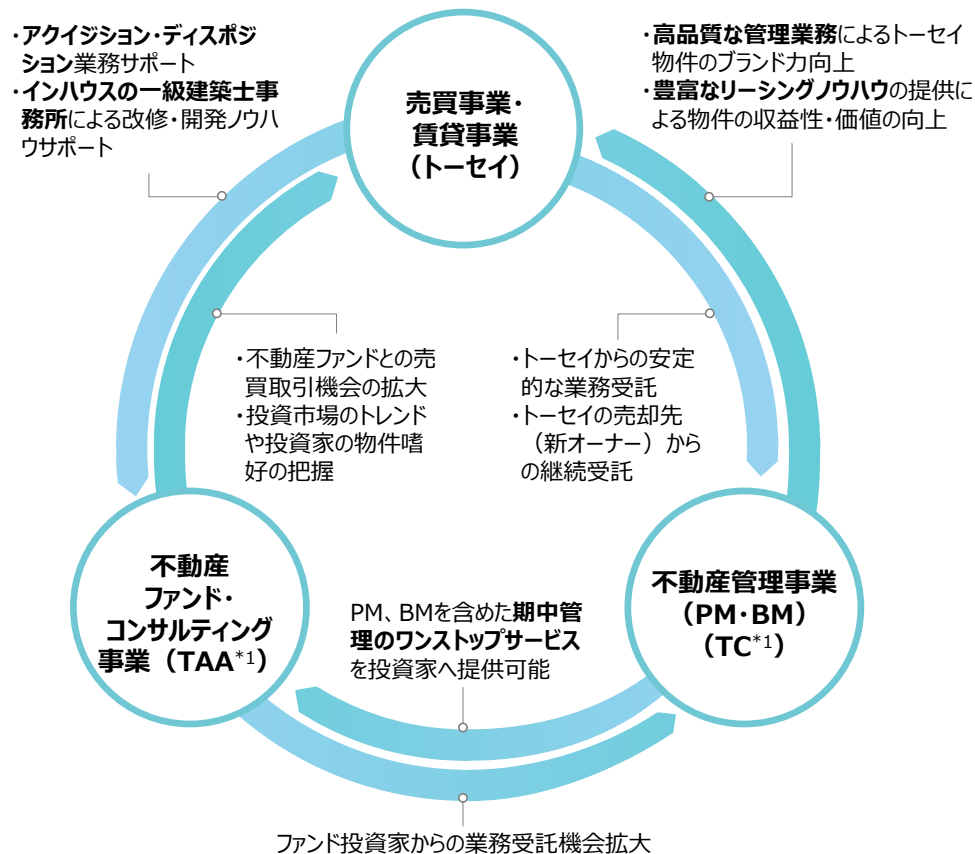 ・アクイジション・ディスポジ
ション業務サポート
・インハウスの一級建築士事
務所による改修・開発ノウハ
ウサポート
売買事業・
賃貸事業
（トーセイ）
・高品質な管理業務によるトーセイ
物件のブランド力向上
・豊富なリーシングノウハウの提供に
よる物件の収益性・価値の向上
・不動産ファンドとの売
買取引機会の拡大
・投資市場のトレンド
や投資家の物件嗜
好の把握
・トーセイからの安定
的な業務受託
・トーセイの売却先
（新オーナー）から
の継続受託
不動産
ファンド・
コンサルティング
事業（TAA*1）
PM、BMを含めた期中管
理のワンストップサービス
を投資家へ提供可能
不動産管理事業
（PM・BM）
（TC*1）
ファンド投資家からの業務受託機会拡大